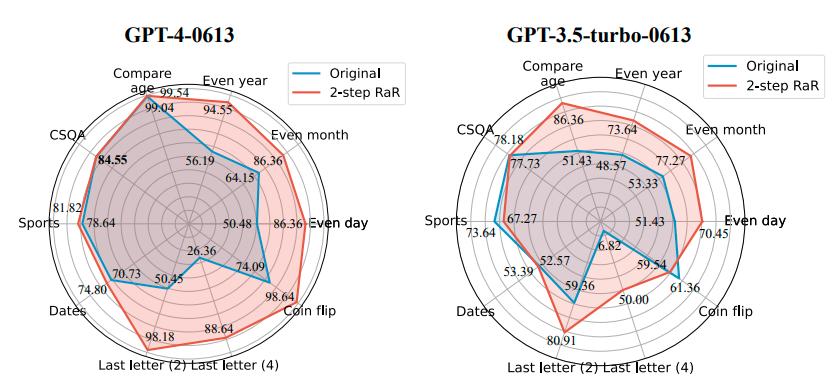 GPT-4-0613
Original
2-step RaR
Compare
age
Even year
Even month
Even day
Coin flip
Last letter (4)
Last letter (2)
Dates
Sports
CSQA
99.54
99.04
94.55
56.19
86.36
64.15
84.55
81.82
78.64
50.48
86.36
26.36
74.09
70.73
50.45
74.80
98.64
98.18
88.64
GPT-3.5-turbo-0613
Original
2-step RaR
Compare
age
Even year
Even month
Even day
Coin flip
Last letter (4)
Last letter (2)
Dates
Sports
CSQA
86.36
73.64
78.18
77.73
51.43
48.57
77.27
53.33
67.27
73.64
51.43
70.45
6.82
52.57
53.39
59.54
59.36
61.36
50.00
80.91